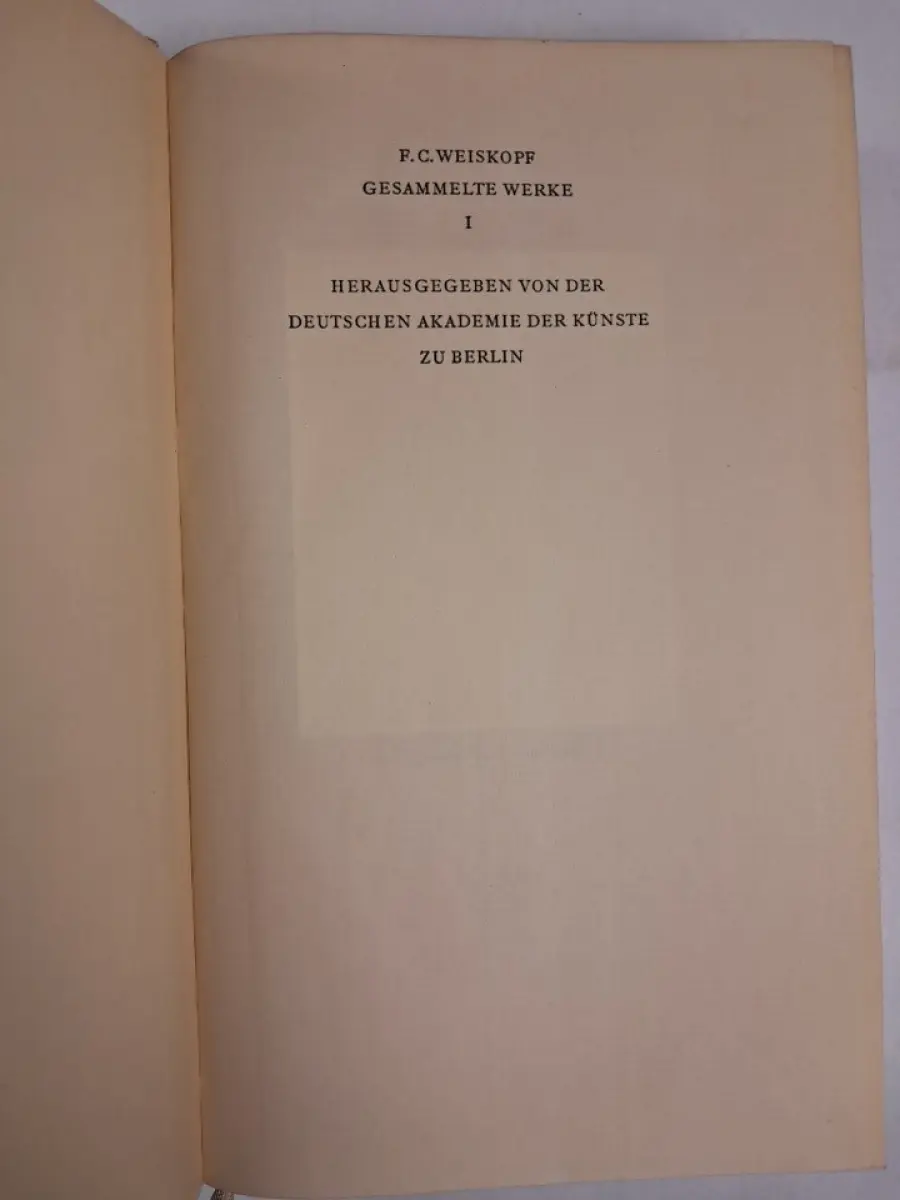 F. C. WEISKOPF
GESAMMELTE WERKE
I
HERAUSGEGEBEN VON DER
DEUTSCHEN AKADEMIE DER KÜNSTE
ZU BERLIN